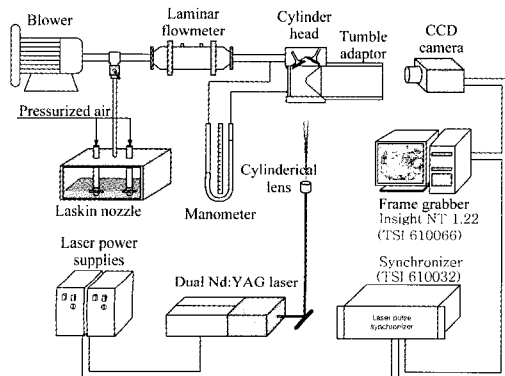 Blower
Laminar
flowmeter
Cylinder
head
Tumble
adaptor
CCD
camera
Pressurized air
Laskin nozzle
Manometer
Cylinderical
lens
Frame grabber
Insight NT 1.22
(TSI 610066)
Laser power
supplies
Dual Nd:YAG laser
Synchronizer
(TSI 610032)
Laser pulse
synchronizer